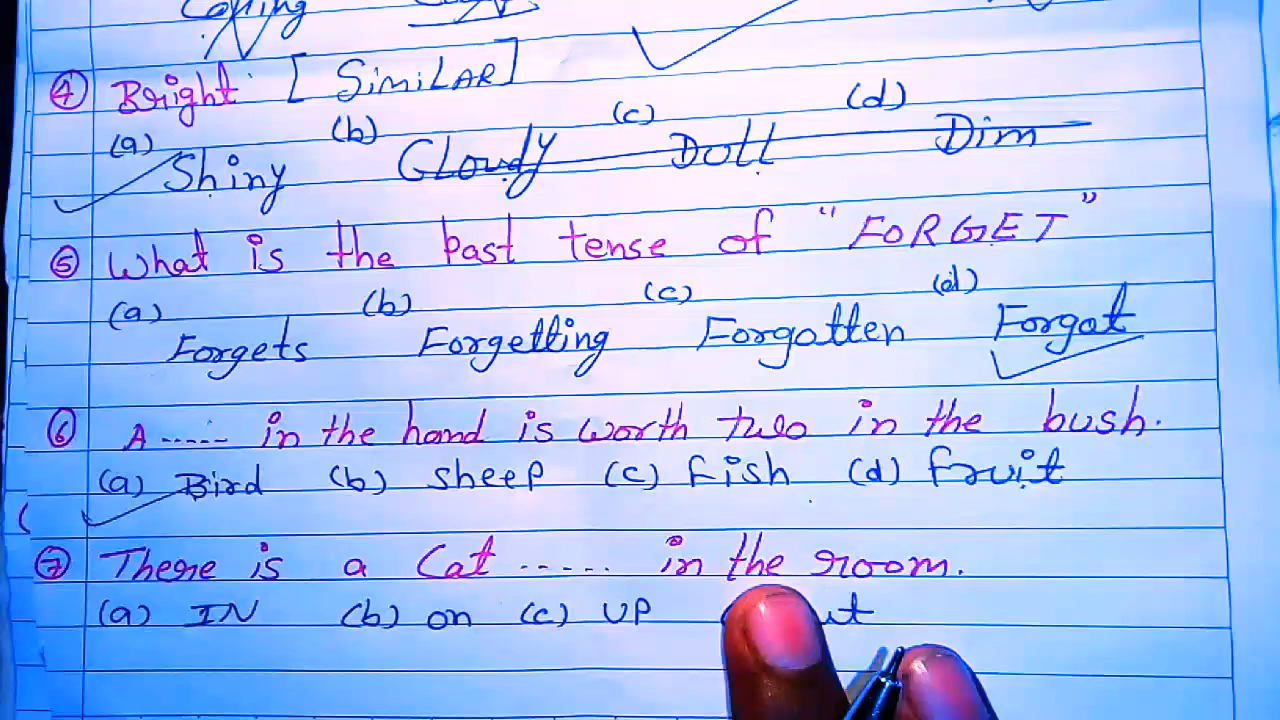 ④ Bright [SIMILAR]
(a) Shiny (b) Cloudy (c) Dull (d) Dim
⑤ What is the past tense of "FORGET"
(a) Forgets (b) Forgetting (c) Forgotten (d) Forgot
⑥ A ..... in the hand is worth two in the bush.
(a) Bird (b) sheep (c) Fish (d) Fruit
⑦ There is a Cat ..... in the room.
(a) IN (b) on (c) UP